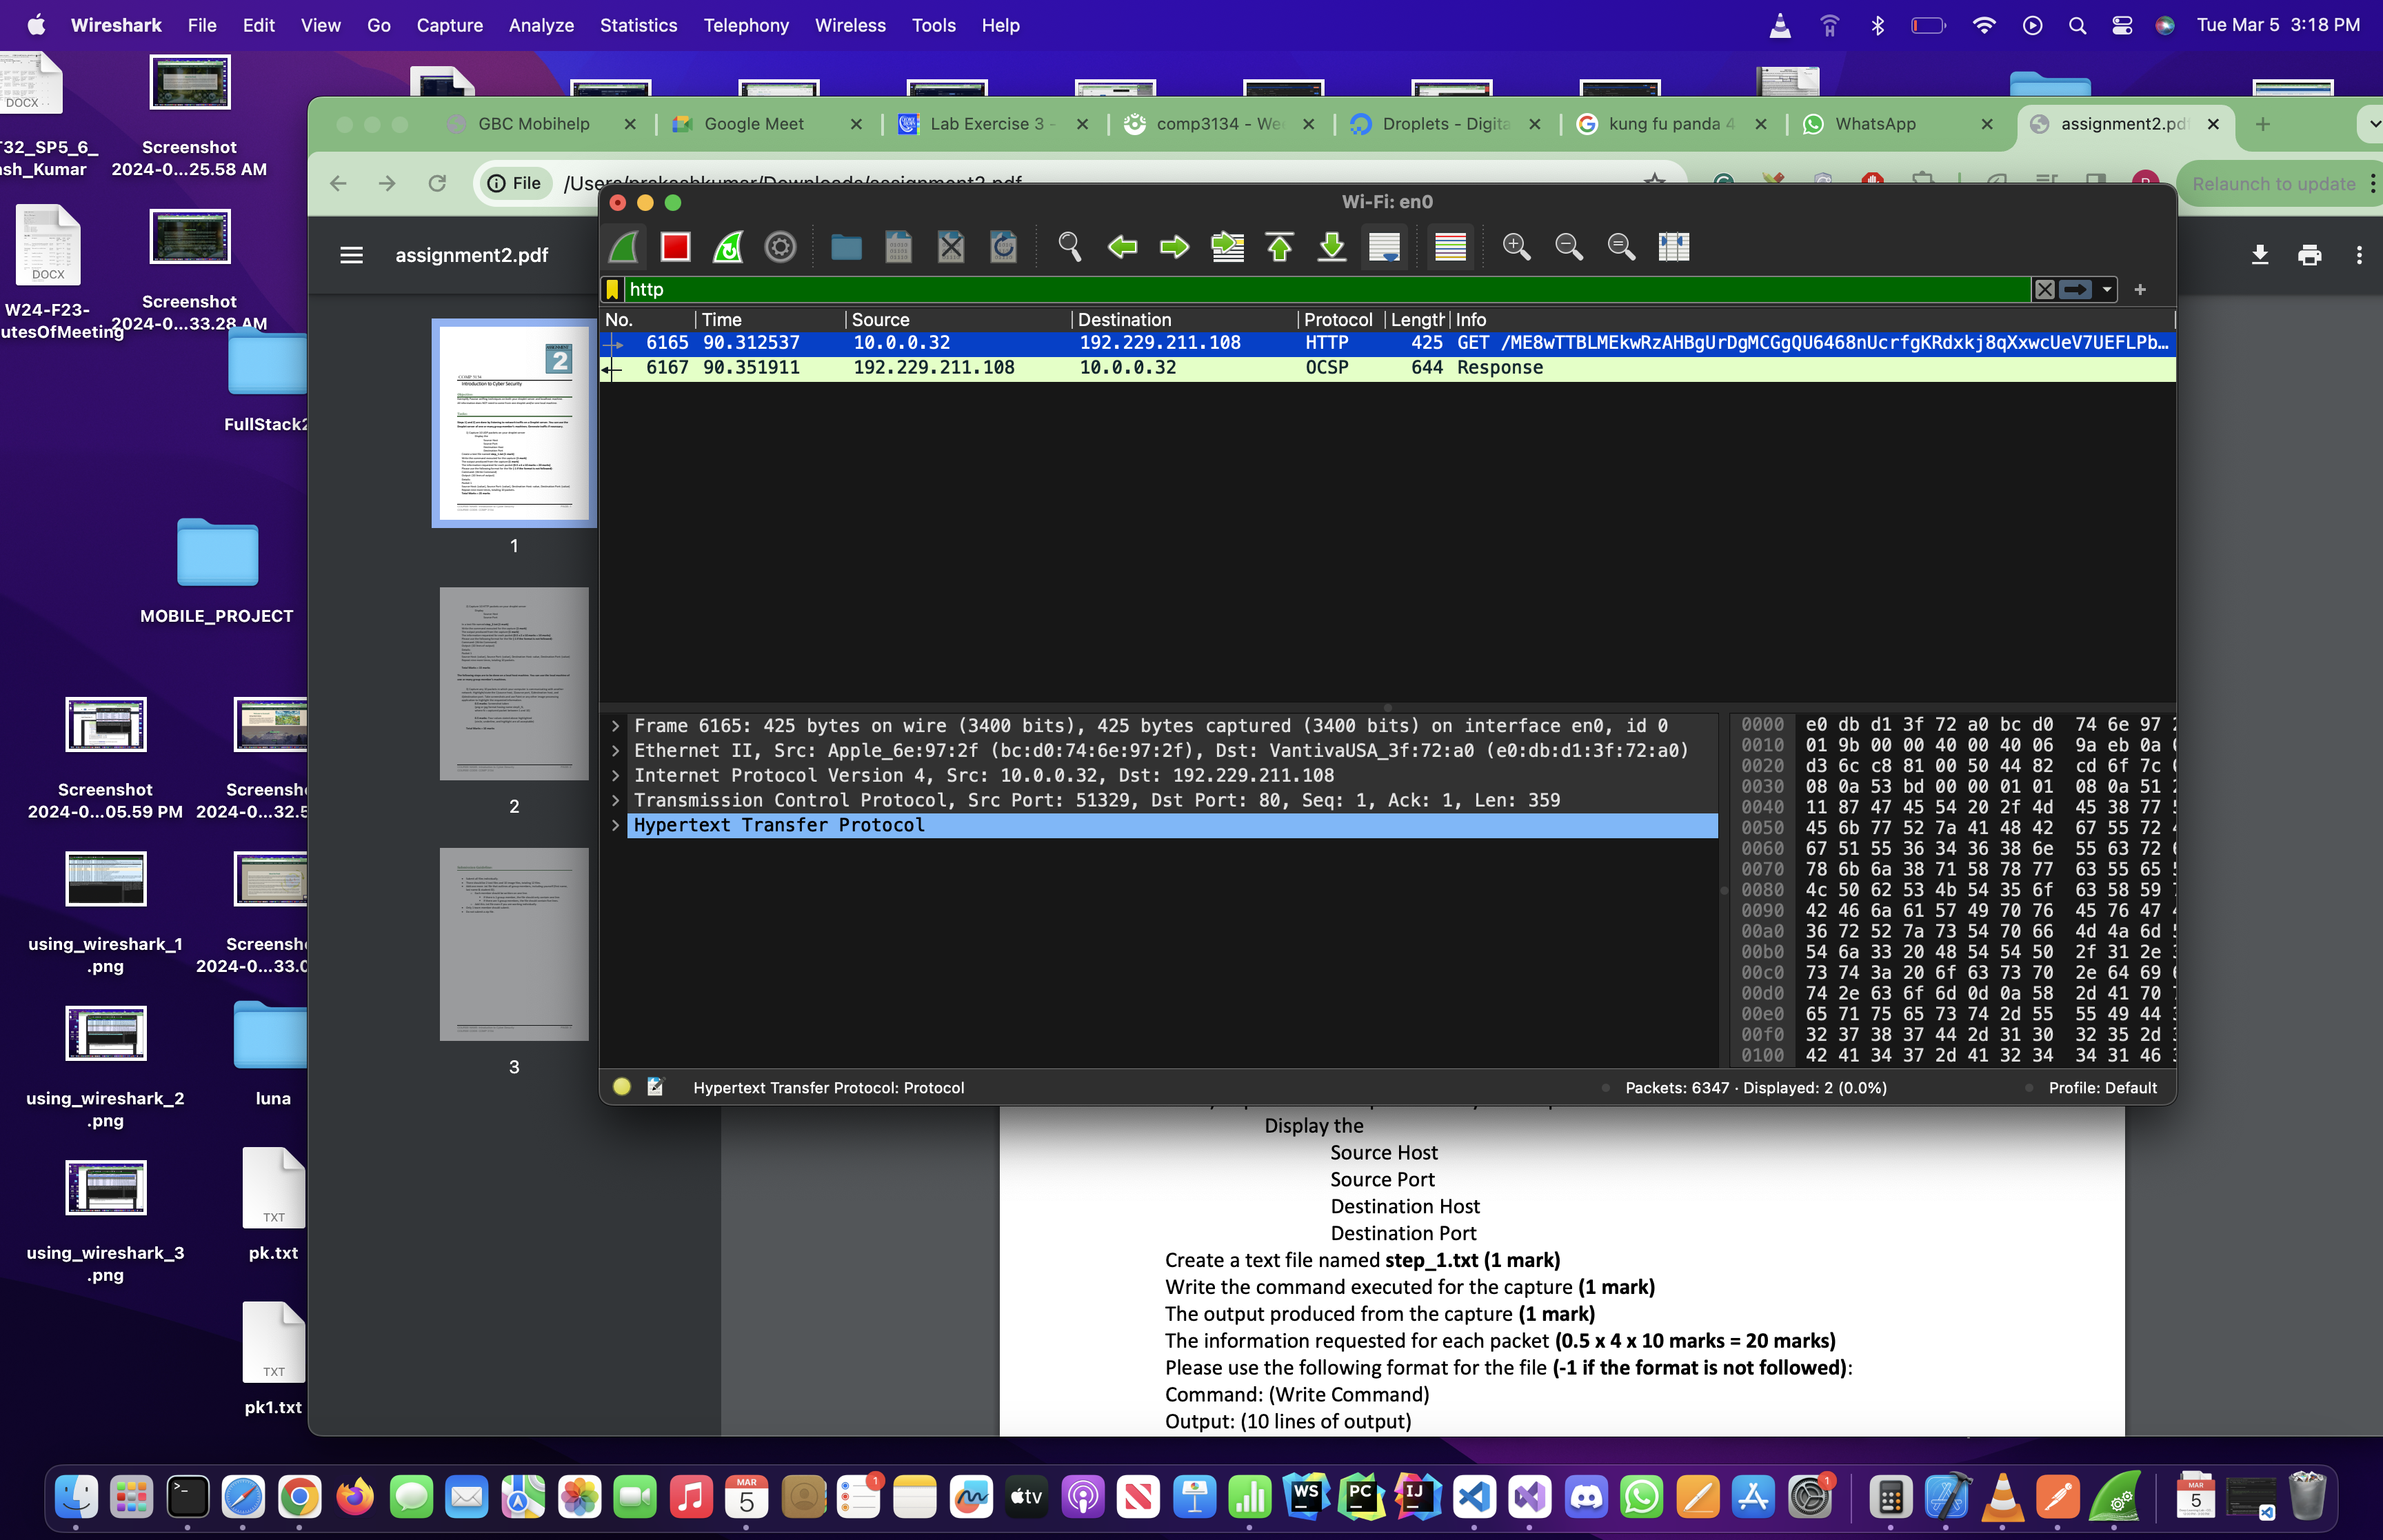 Wireshark File Edit View Go Capture Analyze Statistics Telephony Wireless Tools Help Tue Mar 5 3:18 PM
DOCX
T32_SP5_6_
ash_Kumar
Screenshot
2024-0...25.58 AM
DOCX
W24-F23-
utesOfMeeting
Screenshot
2024-0...33.28 AM
FullStack2
MOBILE_PROJECT
Screenshot
2024-0...05.59 PM
Screensh
2024-0...32.5
using_wireshark_1
.png
Screensh
2024-0...33.0
using_wireshark_2
.png
luna
using_wireshark_3
.png
TXT
pk.txt
TXT
pk1.txt
GBC Mobihelp
Google Meet
Lab Exercise 3 -
comp3134 - We
Droplets - Digita
kung fu panda 4
WhatsApp
assignment2.pd
File /Users/prakashkumar/Downloads/assignment2.pdf
Relaunch to update
assignment2.pdf
2
Introduction to Cyber Security
1
2
3
Wi-Fi: en0
http
No. Time Source Destination Protocol Length Info
6165 90.312537 10.0.0.32 192.229.211.108 HTTP 425 GET /ME8wTTBLMEkwRzAHBgUrDgMCGgQQU6468nUcrfgKRdxkj8qXxwcUeV7UEFLPb…
6167 90.351911 192.229.211.108 10.0.0.32 OCSP 644 Response
Frame 6165: 425 bytes on wire (3400 bits), 425 bytes captured (3400 bits) on interface en0, id 0
Ethernet II, Src: Apple_6e:97:2f (bc:d0:74:6e:97:2f), Dst: VantivaUSA_3f:72:a0 (e0:db:d1:3f:72:a0)
Internet Protocol Version 4, Src: 10.0.0.32, Dst: 192.229.211.108
Transmission Control Protocol, Src Port: 51329, Dst Port: 80, Seq: 1, Ack: 1, Len: 359
Hypertext Transfer Protocol
0000 e0 db d1 3f 72 a0 bc d0 74 6e 97
0010 01 9b 00 00 40 00 40 06 9a eb 0a
0020 d3 6c c8 81 00 50 44 82 cd 6f 7c
0030 08 0a 53 bd 00 00 01 01 08 0a 51
0040 11 87 47 45 54 20 2f 4d 45 38 77
0050 45 6b 77 52 7a 41 48 42 67 55 72
0060 67 51 55 36 34 36 38 6e 55 63 72
0070 78 6b 6a 38 71 58 78 77 63 55 65
0080 4c 50 62 53 4b 54 35 6f 63 58 59
0090 42 46 6a 61 57 49 70 76 45 76 47
00a0 36 72 52 7a 73 54 70 66 4d 4a 6d
00b0 54 6a 33 20 48 54 54 50 2f 31 2e
00c0 73 74 3a 20 6f 63 73 70 2e 64 69
00d0 74 2e 63 6f 6d 0d 0a 58 2d 41 70
00e0 65 71 75 65 73 74 2d 55 55 49 44
00f0 32 37 38 37 44 2d 31 30 32 35 2d
0100 42 41 34 37 2d 41 32 34 34 31 46
Hypertext Transfer Protocol: Protocol Packets: 6347 · Displayed: 2 (0.0%) Profile: Default
Display the
Source Host
Source Port
Destination Host
Destination Port
Create a text file named step_1.txt (1 mark)
Write the command executed for the capture (1 mark)
The output produced from the capture (1 mark)
The information requested for each packet (0.5 x 4 x 10 marks = 20 marks)
Please use the following format for the file (-1 if the format is not followed):
Command: (Write Command)
Output: (10 lines of output)
MAR
5
1
tv
WS
PC
IJ
1
MAR
5